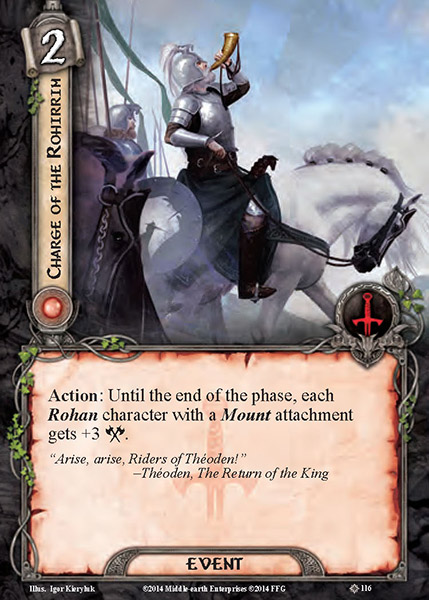 2
CHARGE OF THE ROHIRRIM
Action: Until the end of the phase, each
Rohan character with a Mount attachment
gets +3 .
“Arise, arise, Riders of Théoden!”
–Théoden, The Return of the King
EVENT
Illus. Igor Kieryluk ©2014 Middle-earth Enterprises ©2014 FFG 116